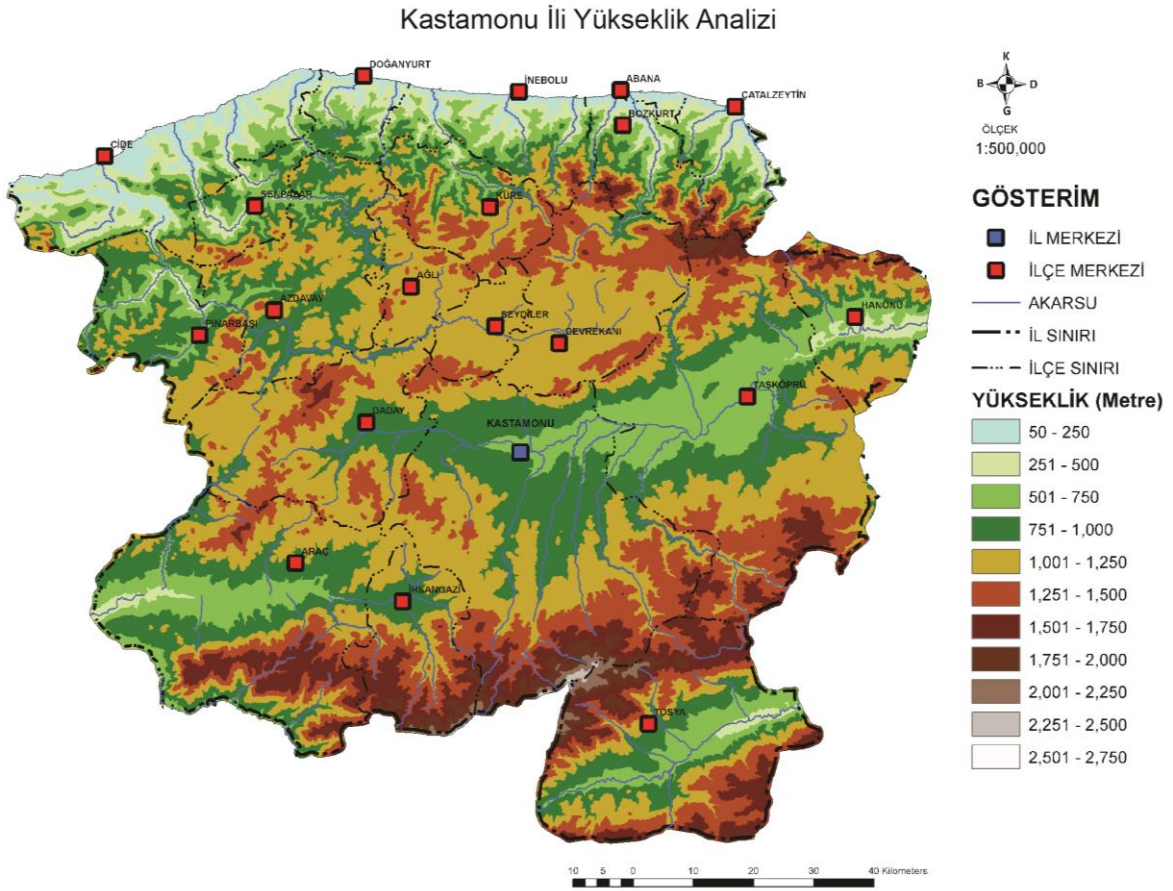 Kastamonu İli Yükseklik Analizi
DOĞANYURT
İNEBOLU
ABANA
ÇATALZEYTİN
BOZKURT
CİDE
ŞENPAZAR
KÜRE
AĞLI
AZDAVAY
SEYDİLER
HANÖNÜ
PINARBAŞI
DEVREKANI
TAŞKÖPRÜ
DADAY
KASTAMONU
ARAÇ
İHSANGAZİ
TOSYA
K
B D
G
ÖLÇEK
1:500,000
GÖSTERİM
İL MERKEZİ
İLÇE MERKEZİ
AKARSU
İL SINIRI
İLÇE SINIRI
YÜKSEKLİK (Metre)
50 - 250
251 - 500
501 - 750
751 - 1,000
1,001 - 1,250
1,251 - 1,500
1,501 - 1,750
1,751 - 2,000
2,001 - 2,250
2,251 - 2,500
2,501 - 2,750
10 5 0 10 20 30 40 Kilometers